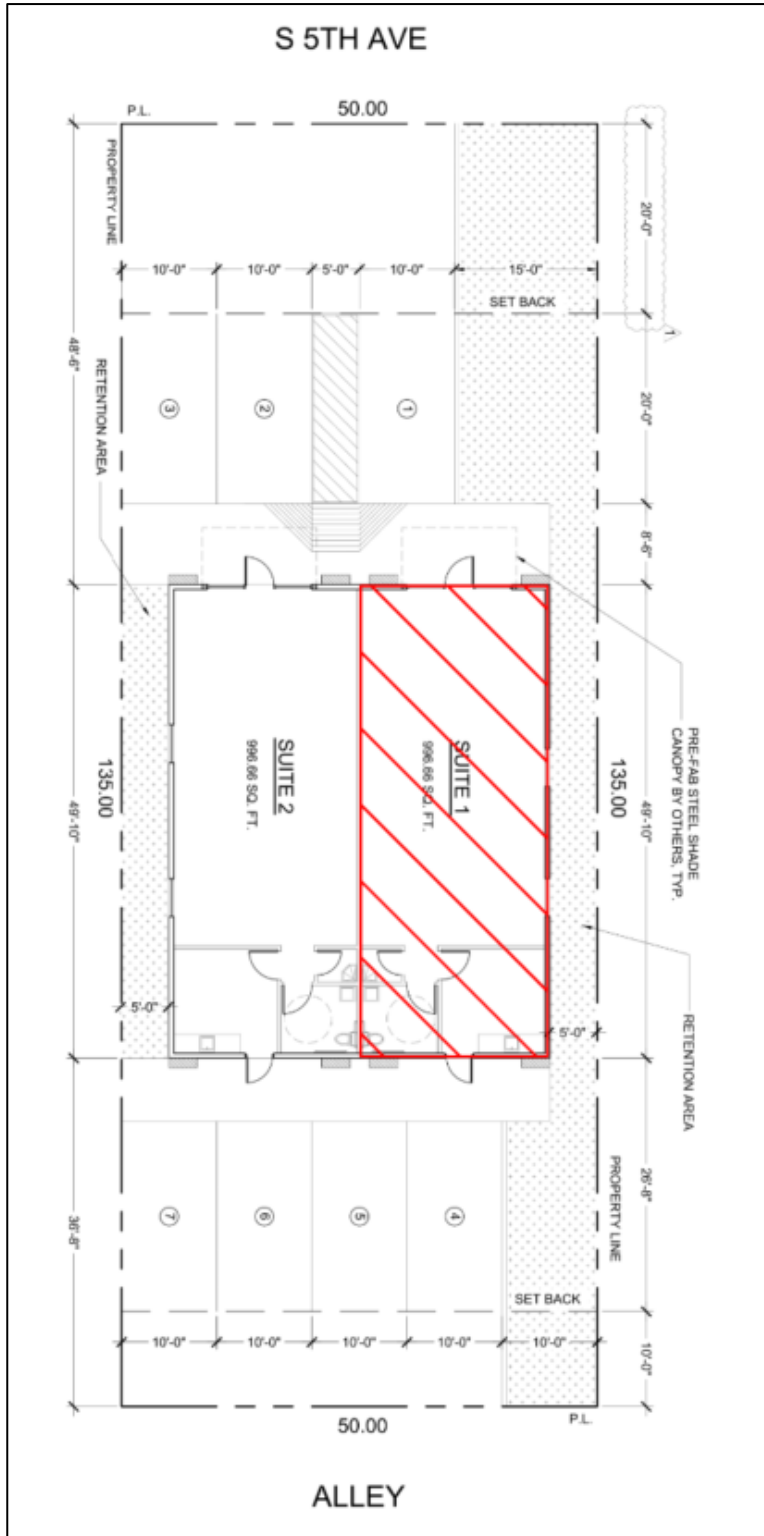 S 5TH AVE
P.L.
50.00
PROPERTY LINE
20'-0"
10'-0"
10'-0"
5'-0"
10'-0"
15'-0"
SET BACK
1
48'-6"
RETENTION AREA
3
2
1
20'-0"
8'-6"
PRE-FAB STEEL SHADE
CANOPY BY OTHERS, TYP.
135.00
SUITE 2
996.66 SQ. FT.
SUITE 1
996.66 SQ. FT.
135.00
49'-10"
49'-10"
5'-0"
5'-0"
RETENTION AREA
PROPERTY LINE
7
6
5
4
36'-8"
26'-8"
SET BACK
10'-0"
10'-0"
10'-0"
10'-0"
10'-0"
10'-0"
50.00
P.L.
ALLEY